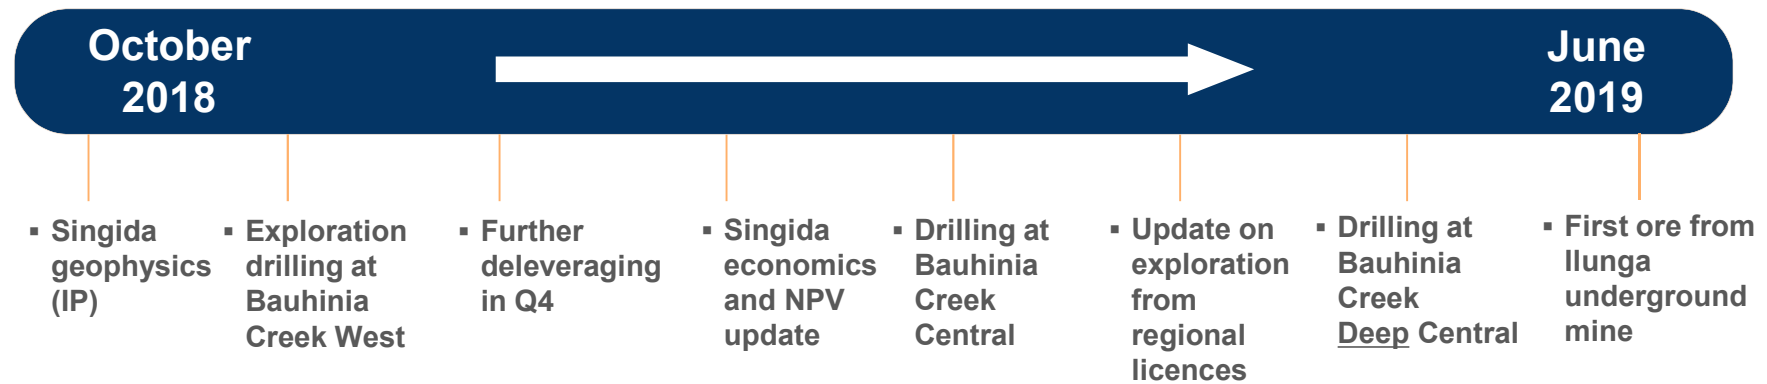 October
2018
June
2019
▪ Singida
geophysics
(IP)
▪ Exploration
drilling at
Bauhinia
Creek West
▪ Further
deleveraging
in Q4
▪ Singida
economics
and NPV
update
▪ Drilling at
Bauhinia
Creek
Central
▪ Update on
exploration
from
regional
licences
▪ Drilling at
Bauhinia
Creek
Deep Central
▪ First ore from
Ilunga
underground
mine